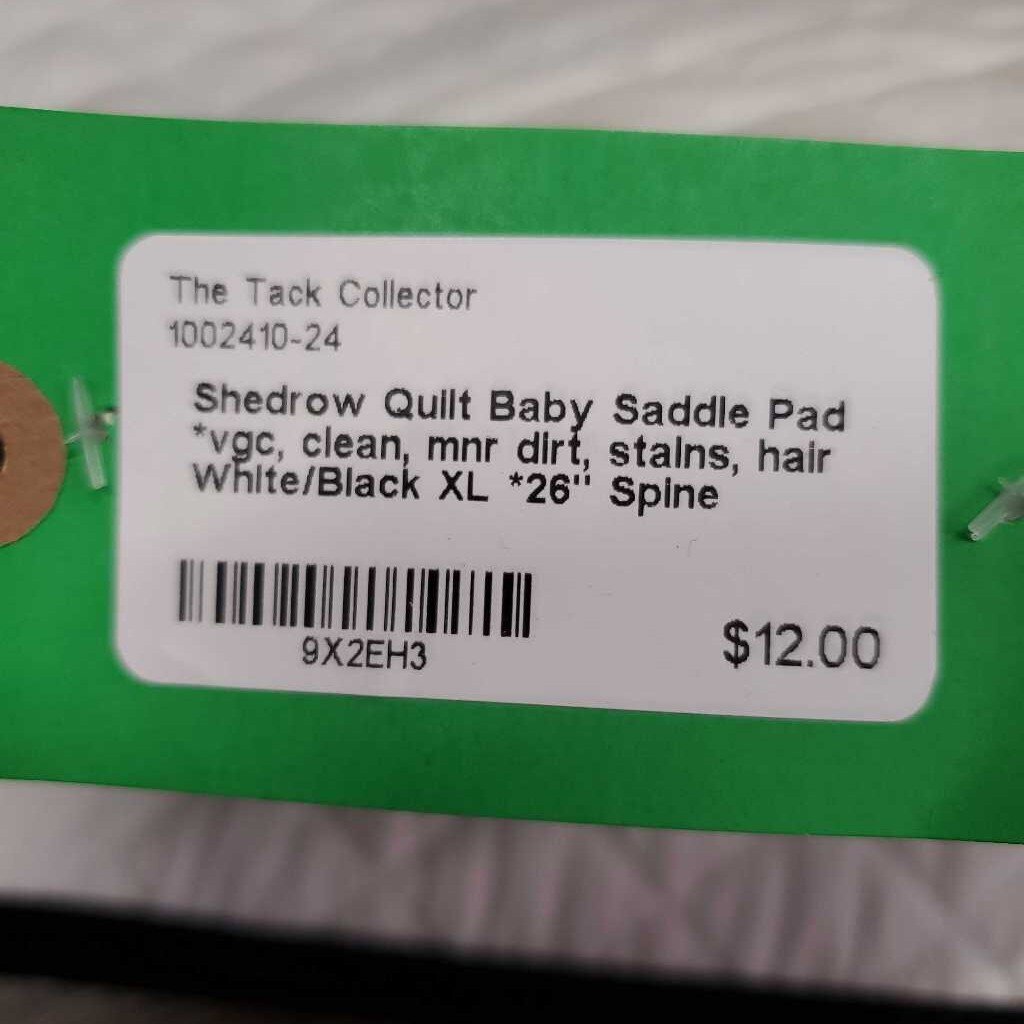 The Tack Collector
1002410-24
Shedrow Quilt Baby Saddle Pad
*vgc, clean, mnr dirt, stains, hair
White/Black XL *26" Spine
9X2EH3
$12.00